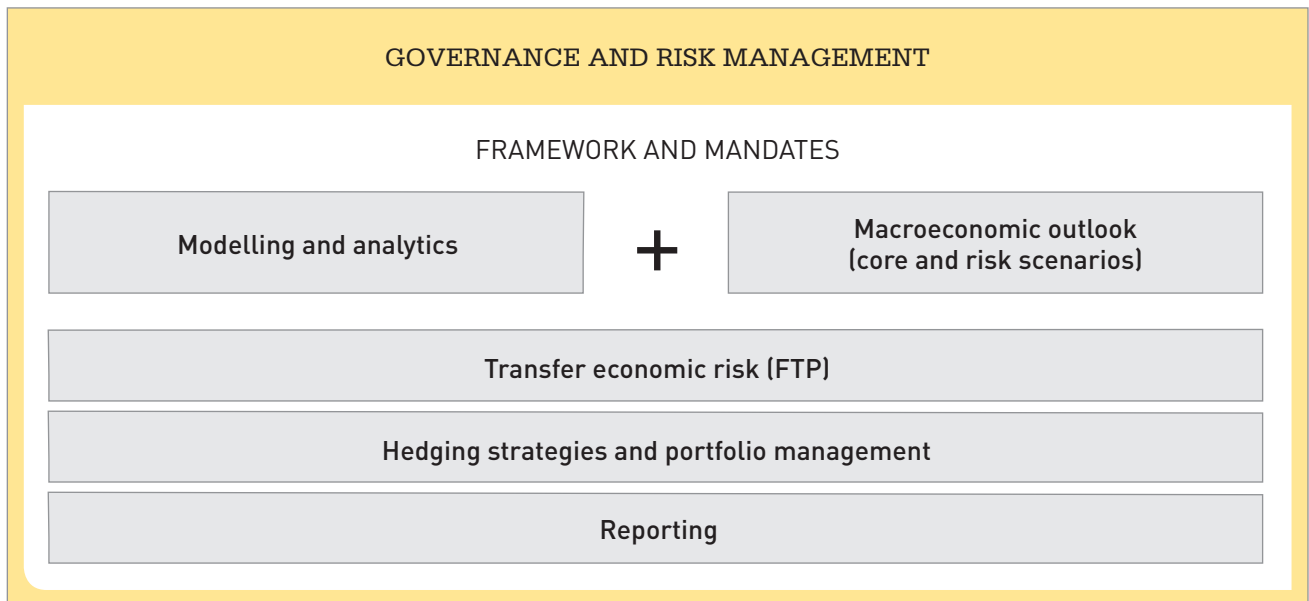 GOVERNANCE AND RISK MANAGEMENT
FRAMEWORK AND MANDATES
Modelling and analytics
+
Macroeconomic outlook
(core and risk scenarios)
Transfer economic risk (FTP)
Hedging strategies and portfolio management
Reporting